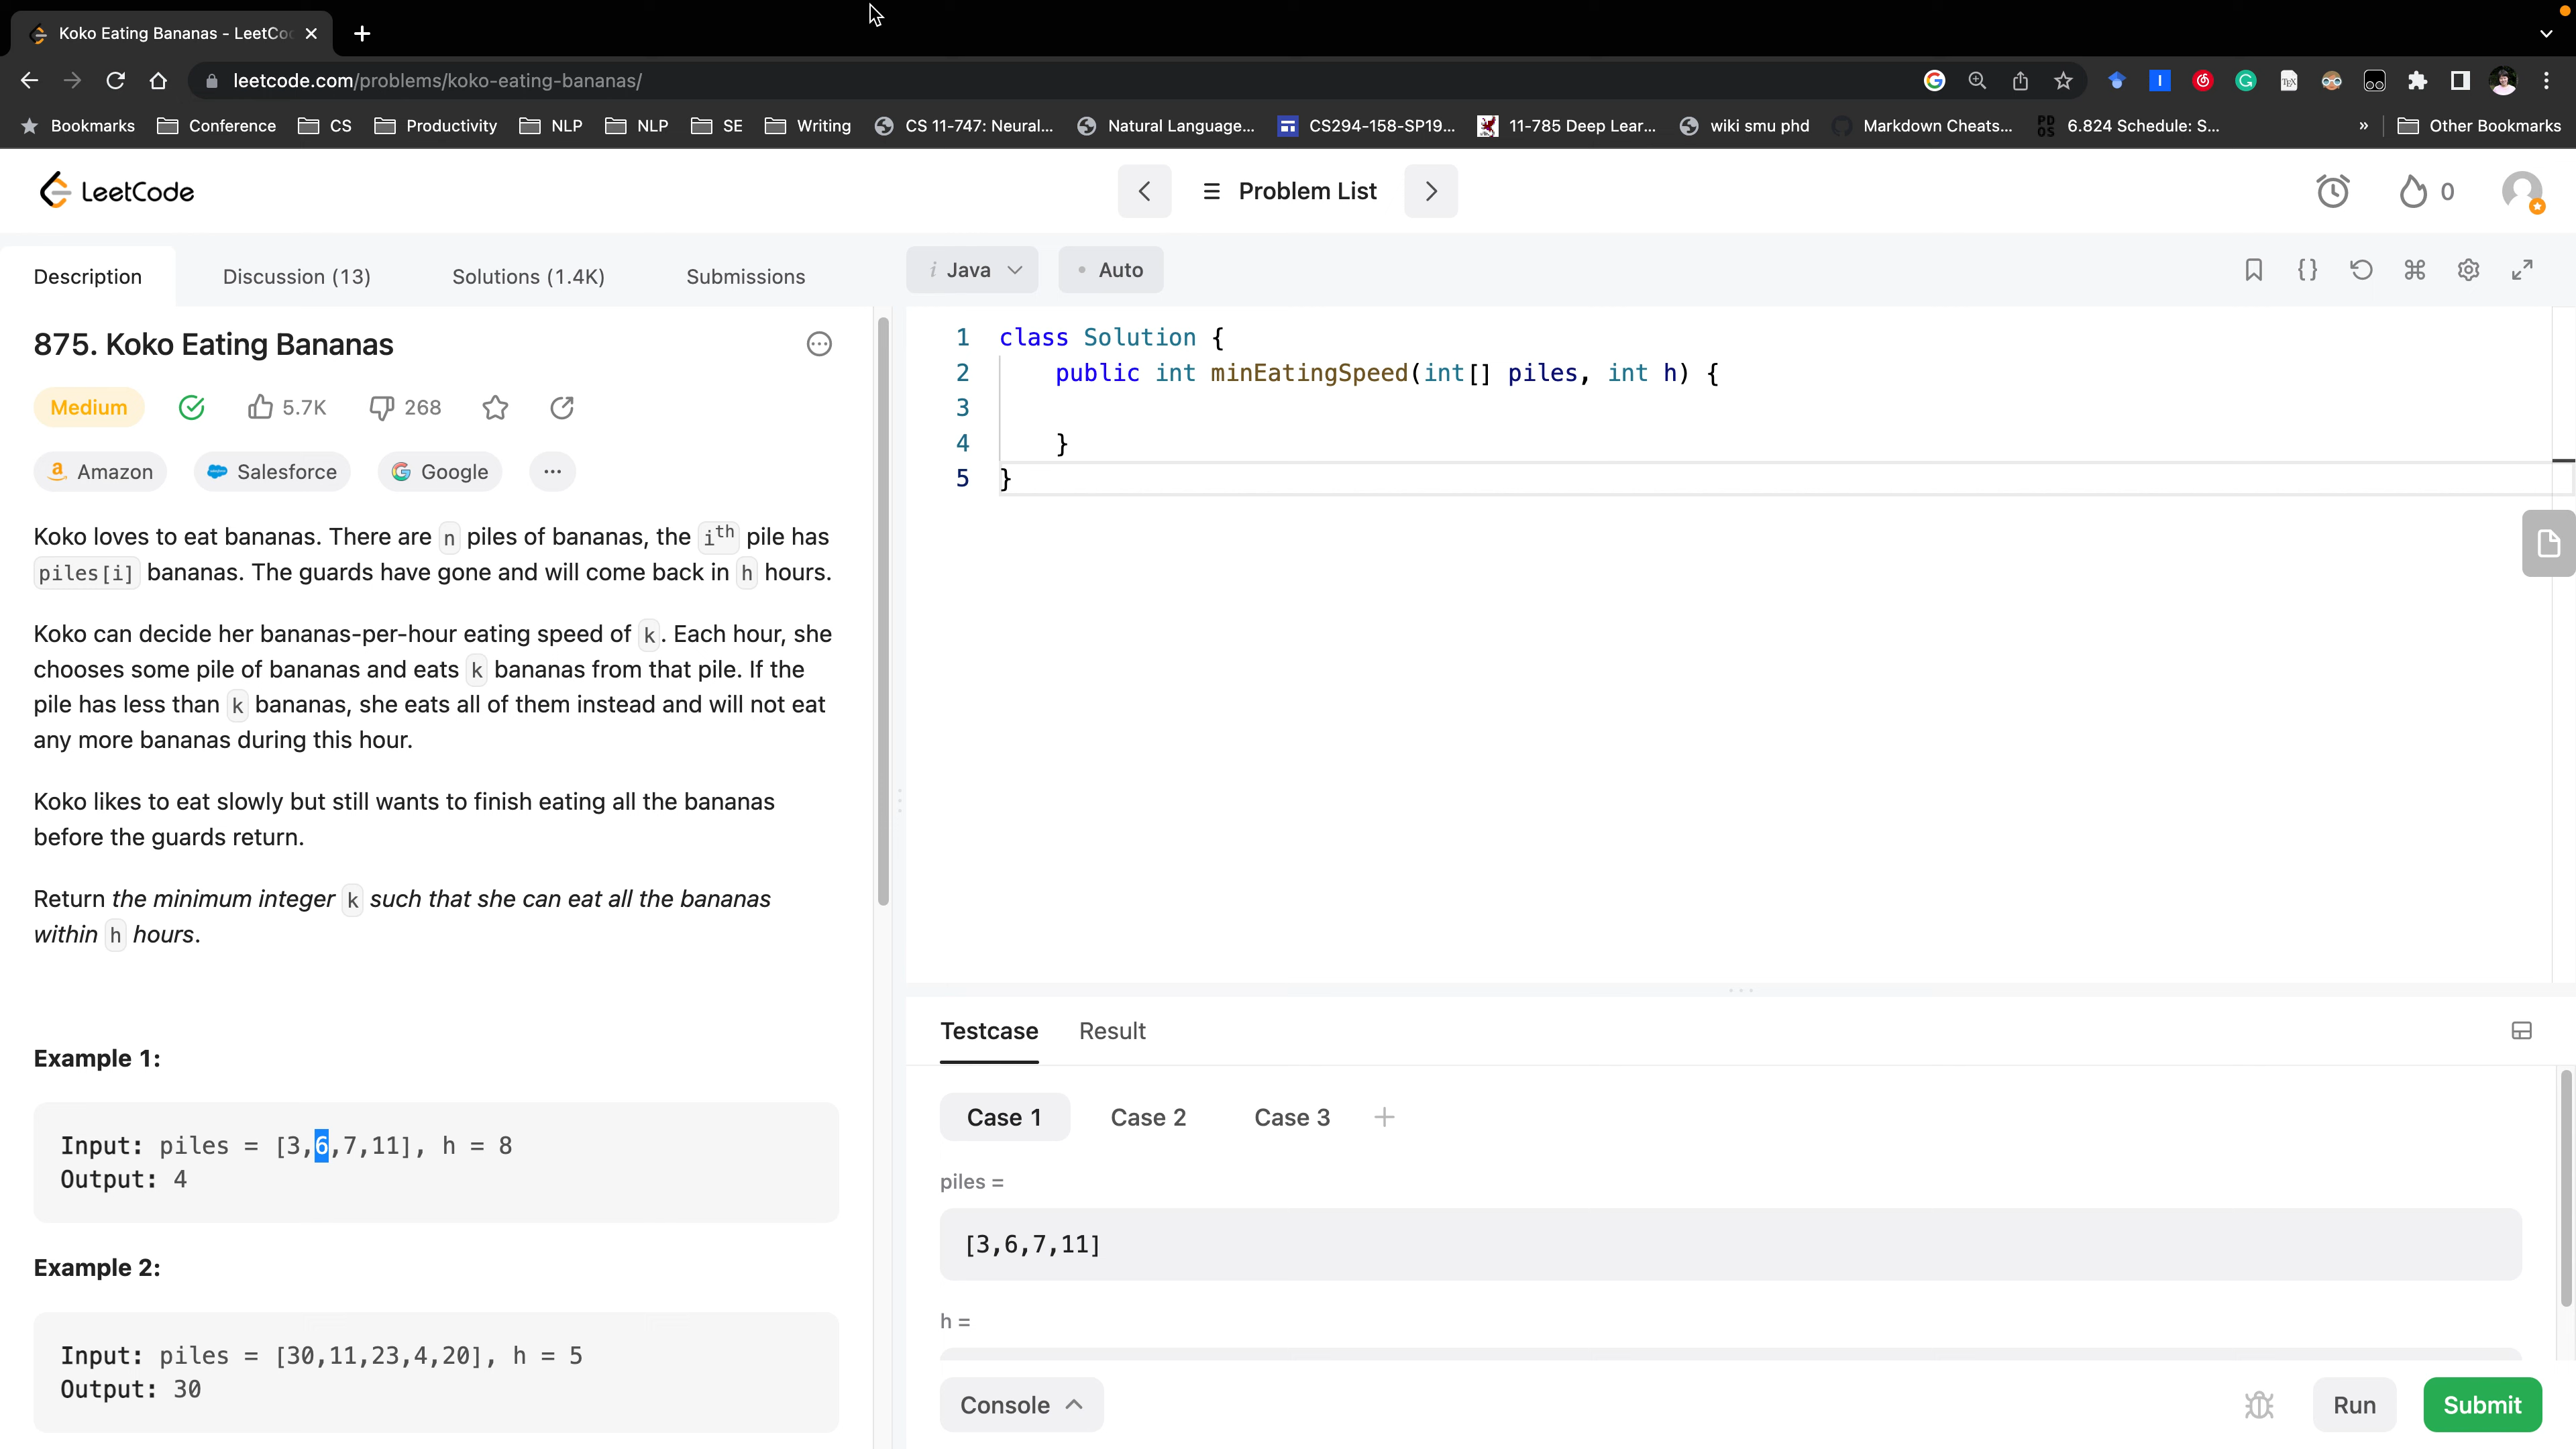 Koko Eating Bananas - LeetCo
leetcode.com/problems/koko-eating-bananas/
Bookmarks Conference CS Productivity NLP NLP SE Writing CS 11-747: Neural... Natural Language... CS294-158-SP19... 11-785 Deep Lear... wiki smu phd Markdown Cheats... PDOS 6.824 Schedule: S... » Other Bookmarks
LeetCode
Problem List
0
Description Discussion (13) Solutions (1.4K) Submissions
i Java • Auto
875. Koko Eating Bananas
Medium 5.7K 268
Amazon Salesforce Google ...
Koko loves to eat bananas. There are n piles of bananas, the ith pile has
piles[i] bananas. The guards have gone and will come back in h hours.
Koko can decide her bananas-per-hour eating speed of k. Each hour, she
chooses some pile of bananas and eats k bananas from that pile. If the
pile has less than k bananas, she eats all of them instead and will not eat
any more bananas during this hour.
Koko likes to eat slowly but still wants to finish eating all the bananas
before the guards return.
Return the minimum integer k such that she can eat all the bananas
within h hours.
Example 1:
Input: piles = [3,6,7,11], h = 8
Output: 4
Example 2:
Input: piles = [30,11,23,4,20], h = 5
Output: 30
1 class Solution {
2 public int minEatingSpeed(int[] piles, int h) {
3
4 }
5 }
Testcase Result
Case 1 Case 2 Case 3 +
piles =
[3,6,7,11]
h =
Console Run Submit